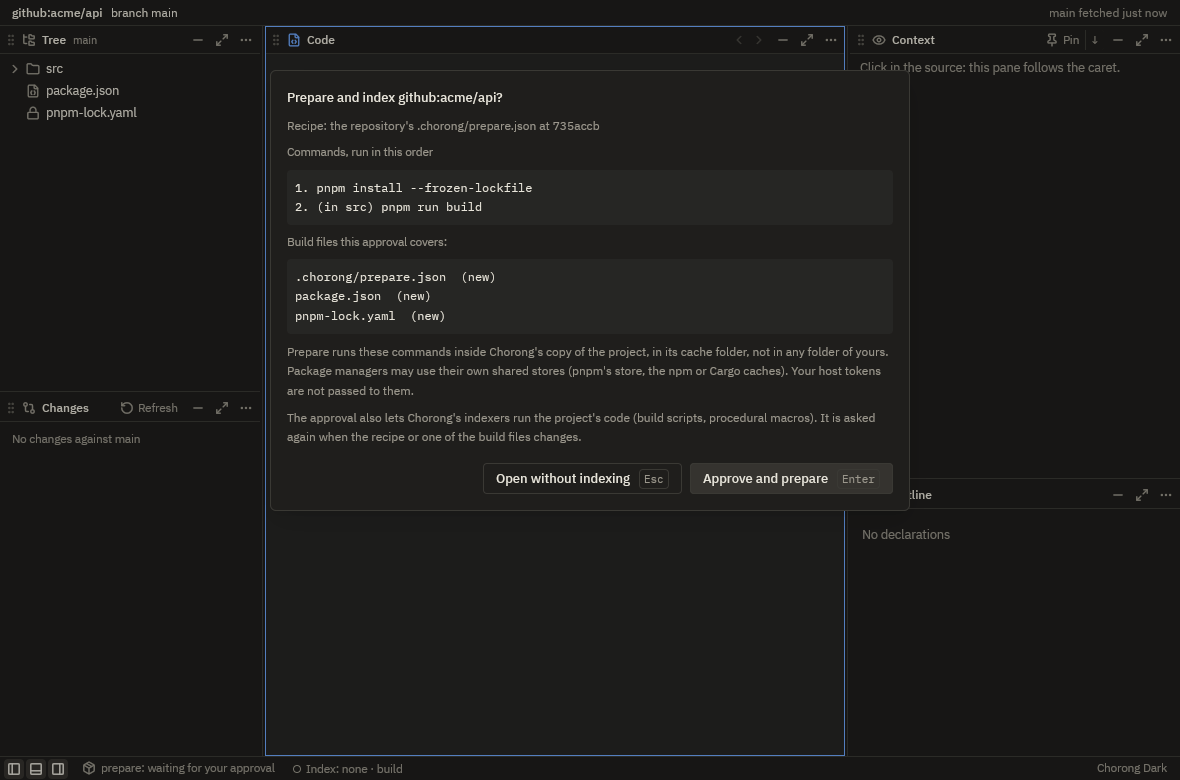 github:acme/api branch main
main fetched just now
Tree main
src
package.json
pnpm-lock.yaml
Changes Refresh
No changes against main
Code
Context Pin ↓
Click in the source: this pane follows the caret.
Prepare and index github:acme/api?
Recipe: the repository's .chorong/prepare.json at 735accb
Commands, run in this order
1. pnpm install --frozen-lockfile
2. (in src) pnpm run build
Build files this approval covers:
.chorong/prepare.json (new)
package.json (new)
pnpm-lock.yaml (new)
Prepare runs these commands inside Chorong's copy of the project, in its cache folder, not in any folder of yours.
Package managers may use their own shared stores (pnpm's store, the npm or Cargo caches). Your host tokens
are not passed to them.
The approval also lets Chorong's indexers run the project's code (build scripts, procedural macros). It is asked
again when the recipe or one of the build files changes.
Open without indexing Esc
Approve and prepare Enter
tline
No declarations
prepare: waiting for your approval
Index: none · build
Chorong Dark